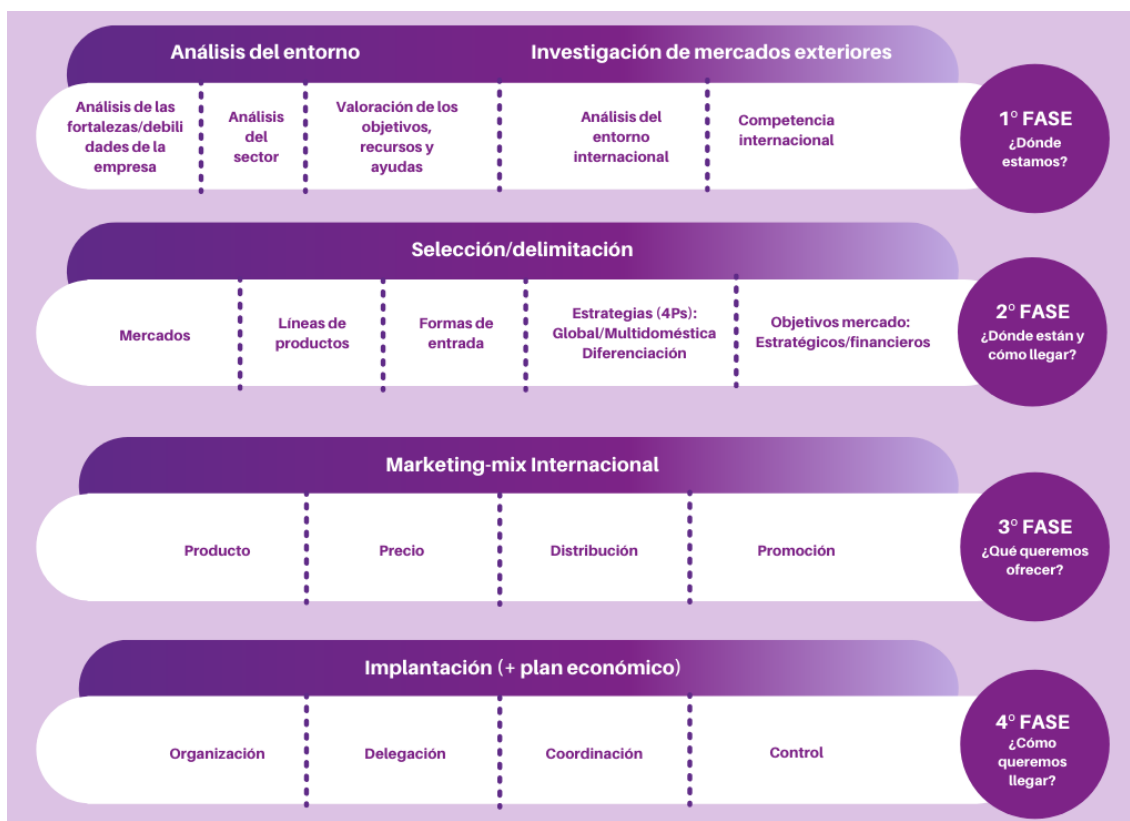 Análisis del entorno
Investigación de mercados exteriores
Análisis de las
fortalezas/debili
dades de la
empresa
Análisis
del
sector
Valoración de los
objetivos,
recursos y
ayudas
Análisis del
entorno
internacional
Competencia
internacional
1º FASE
¿Dónde
estamos?
Selección/delimitación
Mercados
Líneas de
productos
Formas de
entrada
Estrategias (4Ps):
Global/Multidoméstica
Diferenciación
Objetivos mercado:
Estratégicos/financieros
2º FASE
¿Dónde están y
cómo llegar?
Marketing-mix Internacional
Producto
Precio
Distribución
Promoción
3º FASE
¿Qué queremos
ofrecer?
Implantación (+ plan económico)
Organización
Delegación
Coordinación
Control
4º FASE
¿Cómo
queremos
llegar?